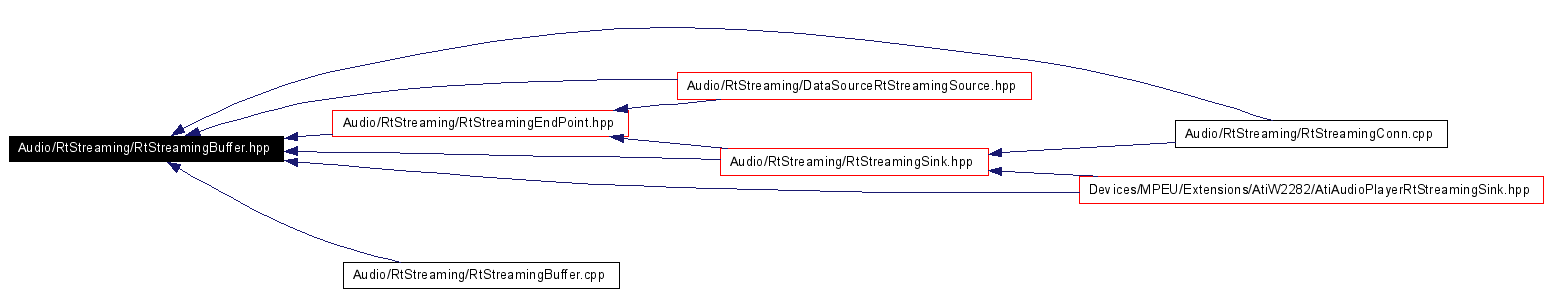 Audio/RtStreaming/DataSourceRtStreamingSource.hpp
Audio/RtStreaming/RtStreamingEndPoint.hpp
Audio/RtStreaming/RtStreamingConn.cpp
Audio/RtStreaming/RtStreamingBuffer.hpp
Audio/RtStreaming/RtStreamingSink.hpp
Devices/MPEU/Extensions/AtiW2282/AtiAudioPlayerRtStreamingSink.hpp
Audio/RtStreaming/RtStreamingBuffer.cpp